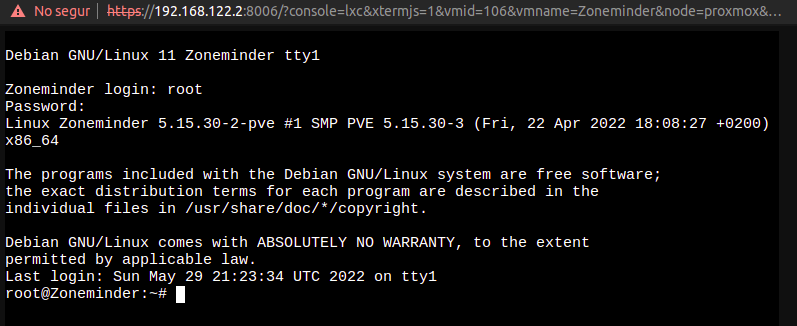 No segur https://192.168.122.2:8006/?console=lxc&xtermjs=1&vmid=106&vmname=Zoneminder&node=proxmox&…
Debian GNU/Linux 11 Zoneminder tty1
Zoneminder login: root
Password:
Linux Zoneminder 5.15.30-2-pve #1 SMP PVE 5.15.30-3 (Fri, 22 Apr 2022 18:08:27 +0200)
x86_64
The programs included with the Debian GNU/Linux system are free software;
the exact distribution terms for each program are described in the
individual files in /usr/share/doc/*/copyright.
Debian GNU/Linux comes with ABSOLUTELY NO WARRANTY, to the extent
permitted by applicable law.
Last login: Sun May 29 21:23:34 UTC 2022 on tty1
root@Zoneminder:~#